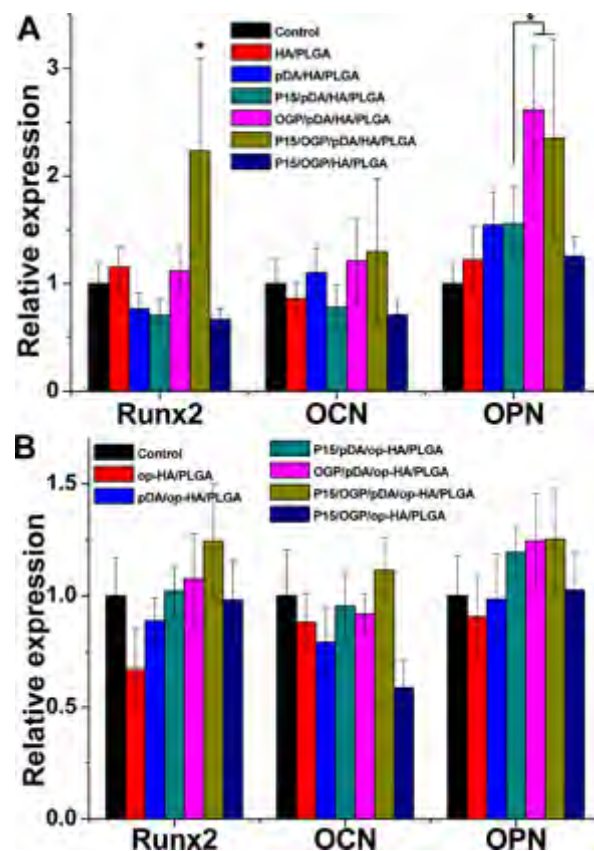 A
Control
HA/PLGA
pDA/HA/PLGA
P15/pDA/HA/PLGA
OGP/pDA/HA/PLGA
P15/OGP/pDA/HA/PLGA
P15/OGP/HA/PLGA
*
*
Relative expression
3
2
1
0
Runx2 OCN OPN
B
Control
op-HA/PLGA
pDA/op-HA/PLGA
P15/pDA/op-HA/PLGA
OGP/pDA/op-HA/PLGA
P15/OGP/pDA/op-HA/PLGA
P15/OGP/op-HA/PLGA
Relative expression
1.5
1.0
0.5
0.0
Runx2 OCN OPN